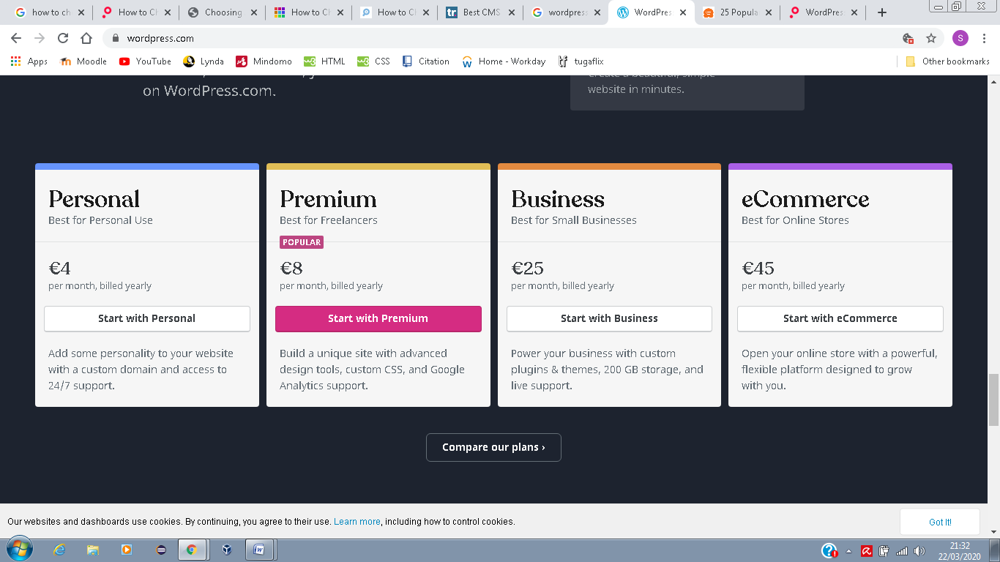 how to ch
How to Ch
Choosing
How to Ch
How to Ch
Best CMS
wordpress
WordPres
25 Popula
WordPres
wordpress.com
S
Apps
Moodle
YouTube
Lynda
Mindomo
HTML
CSS
Citation
Home - Workday
tugaflix
Other bookmarks
on WordPress.com.
Create a beautiful, simple
website in minutes.
Personal
Best for Personal Use
€4
per month, billed yearly
Start with Personal
Add some personality to your website
with a custom domain and access to
24/7 support.
Premium
Best for Freelancers
POPULAR
€8
per month, billed yearly
Start with Premium
Build a unique site with advanced
design tools, custom CSS, and Google
Analytics support.
Business
Best for Small Businesses
€25
per month, billed yearly
Start with Business
Power your business with custom
plugins & themes, 200 GB storage, and
live support.
eCommerce
Best for Online Stores
€45
per month, billed yearly
Start with eCommerce
Open your online store with a powerful,
flexible platform designed to grow
with you.
Compare our plans ›
Our websites and dashboards use cookies. By continuing, you agree to their use. Learn more, including how to control cookies.
Got It!
21:32
22/03/2020